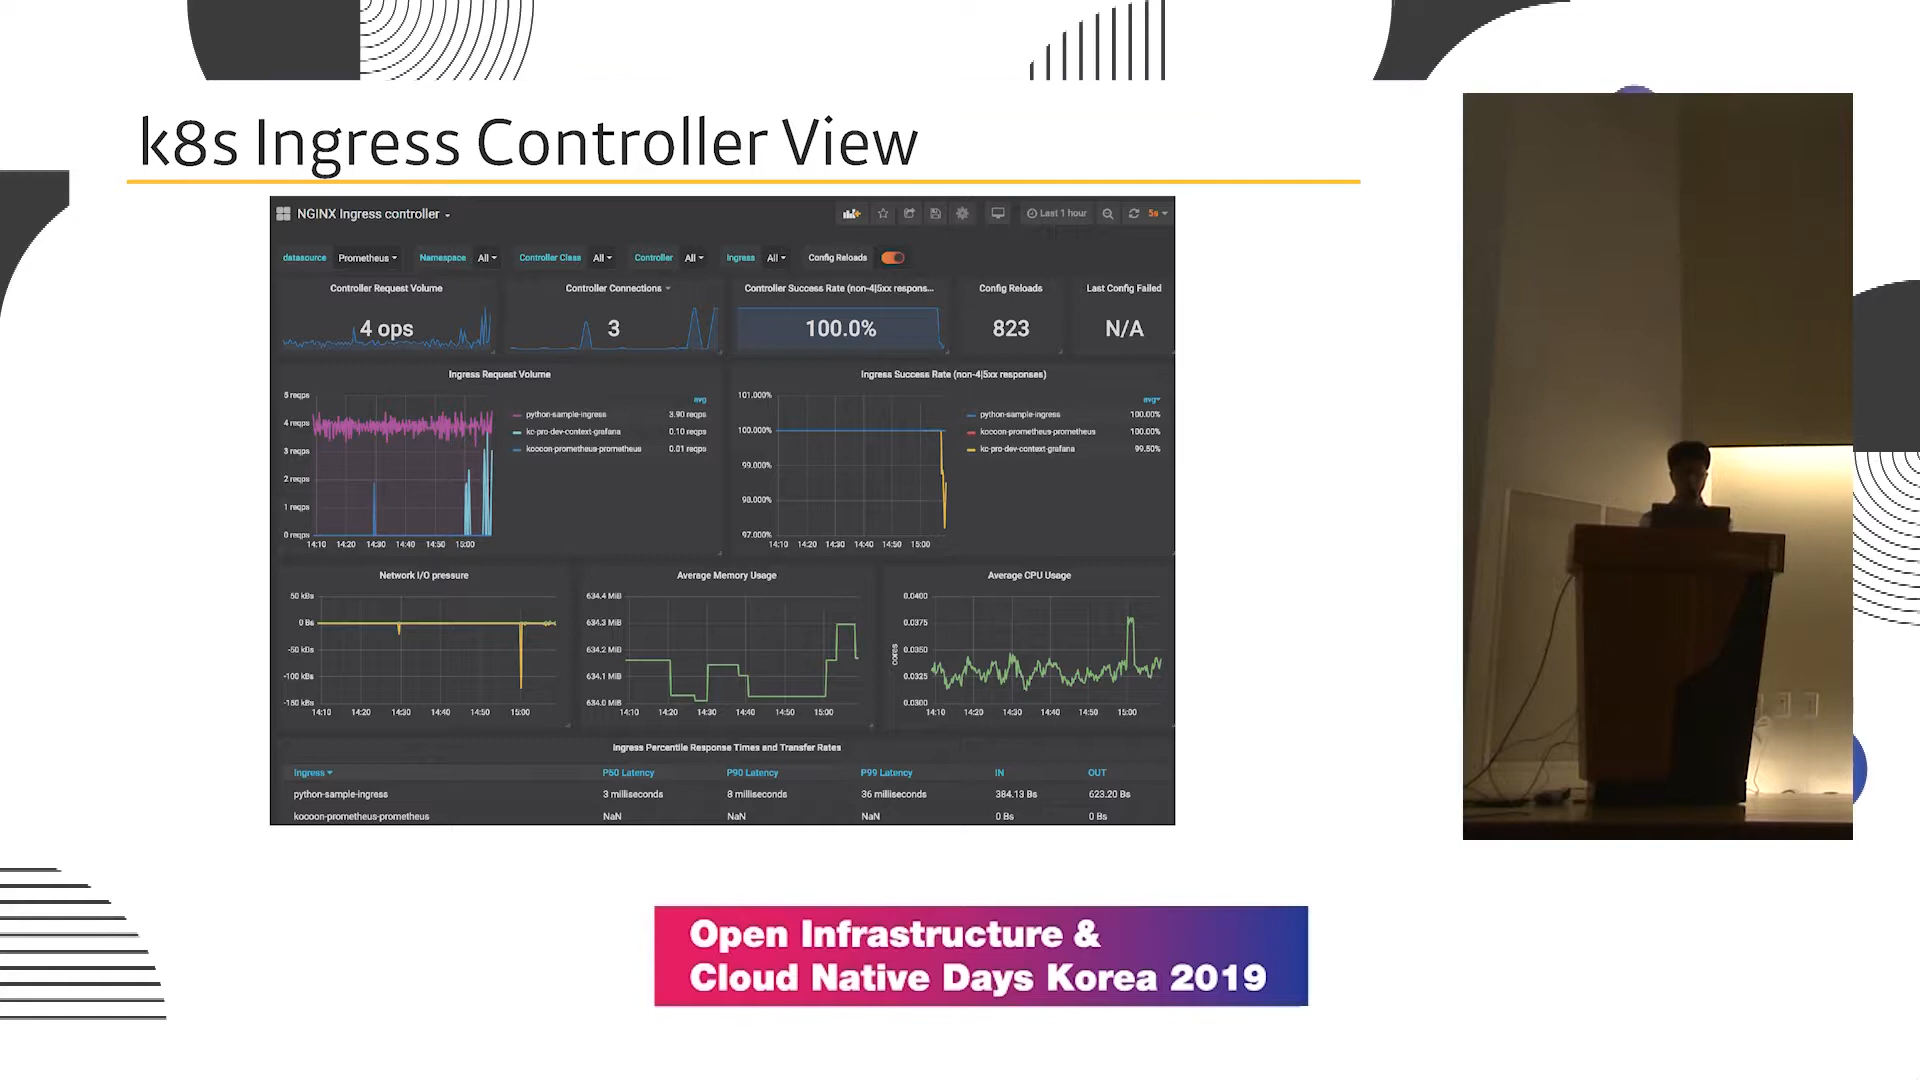 k8s Ingress Controller View
NGINX Ingress controller
Last 1 hour
5s
datasource Prometheus Namespace All Controller Class All Controller All Ingress All Config Reloads
Controller Request Volume
4 ops
Controller Connections
3
Controller Success Rate (non-4|5xx respons...
100.0%
Config Reloads
823
Last Config Failed
N/A
Ingress Request Volume
5 reqps
4 reqps
3 reqps
2 reqps
1 reqps
0 reqps
14:10 14:20 14:30 14:40 14:50 15:00
avg
python-sample-ingress 3.90 reqps
kc-pro-dev-context-grafana 0.10 reqps
kocoon-prometheus-prometheus 0.01 reqps
Ingress Success Rate (non-4|5xx responses)
101.000%
100.000%
99.000%
98.000%
97.000%
14:10 14:20 14:30 14:40 14:50 15:00
avg
python-sample-ingress 100.00%
kocoon-prometheus-prometheus 100.00%
kc-pro-dev-context-grafana 99.50%
Network I/O pressure
50 kBs
0 Bs
-50 kBs
-100 kBs
-150 kBs
14:10 14:20 14:30 14:40 14:50 15:00
Average Memory Usage
634.4 MiB
634.3 MiB
634.2 MiB
634.1 MiB
634.0 MiB
14:10 14:20 14:30 14:40 14:50 15:00
Average CPU Usage
cores
0.0400
0.0375
0.0350
0.0325
0.0300
14:10 14:20 14:30 14:40 14:50 15:00
Ingress Percentile Response Times and Transfer Rates
Ingress P50 Latency P90 Latency P99 Latency IN OUT
python-sample-ingress 3 milliseconds 8 milliseconds 36 milliseconds 384.13 Bs 623.20 Bs
kocoon-prometheus-prometheus NaN NaN NaN 0 Bs 0 Bs
Open Infrastructure &
Cloud Native Days Korea 2019